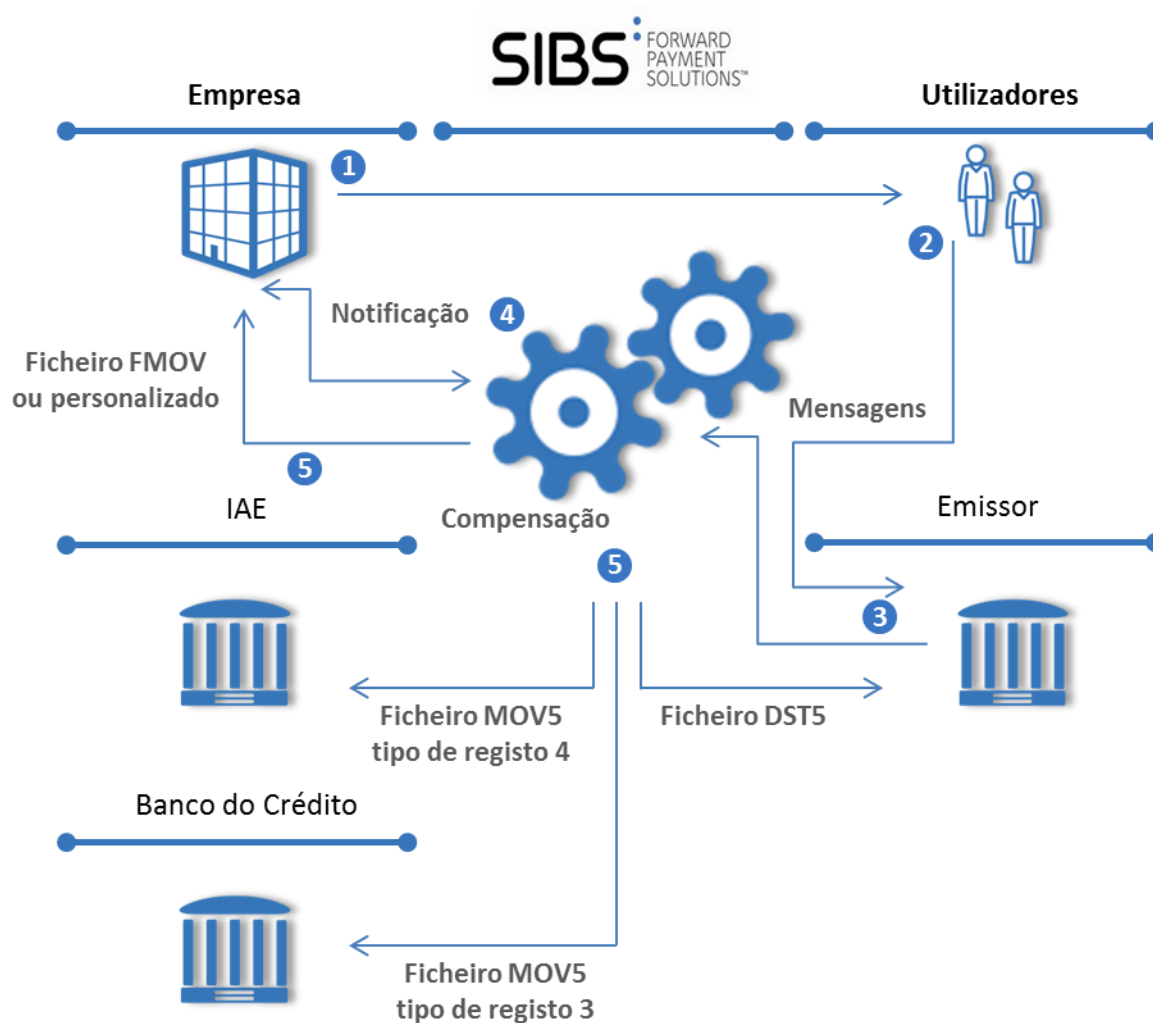 SIBS FORWARD
PAYMENT
SOLUTIONS™
Empresa
Utilizadores
1
2
Notificação 4
Ficheiro FMOV
ou personalizado
Mensagens
5
IAE
Compensação
Emissor
5
3
Ficheiro MOV5
tipo de registo 4
Ficheiro DST5
Banco do Crédito
Ficheiro MOV5
tipo de registo 3